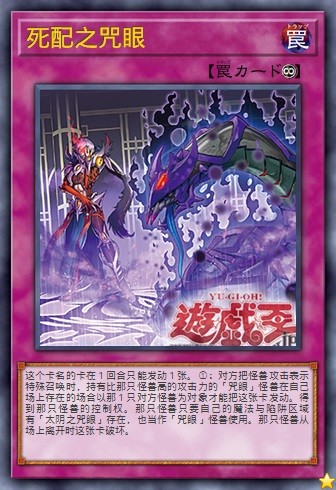 死配之咒眼
トラップ
罠
【罠カード】
YU-GI-OH!
遊戯王
这个卡名的卡在1回合只能发动1张。①：对方把怪兽攻击表示
特殊召唤时，持有比那只怪兽高的攻击力的「咒眼」怪兽在自己
场上存在的场合以那1只对方怪兽为对象才能把这张卡发动。得
到那只怪兽的控制权。那只怪兽只要自己的魔法与陷阱区域
有「太阴之咒眼」存在，也当作「咒眼」怪兽使用。那只怪兽从
场上离开时这张卡破坏。